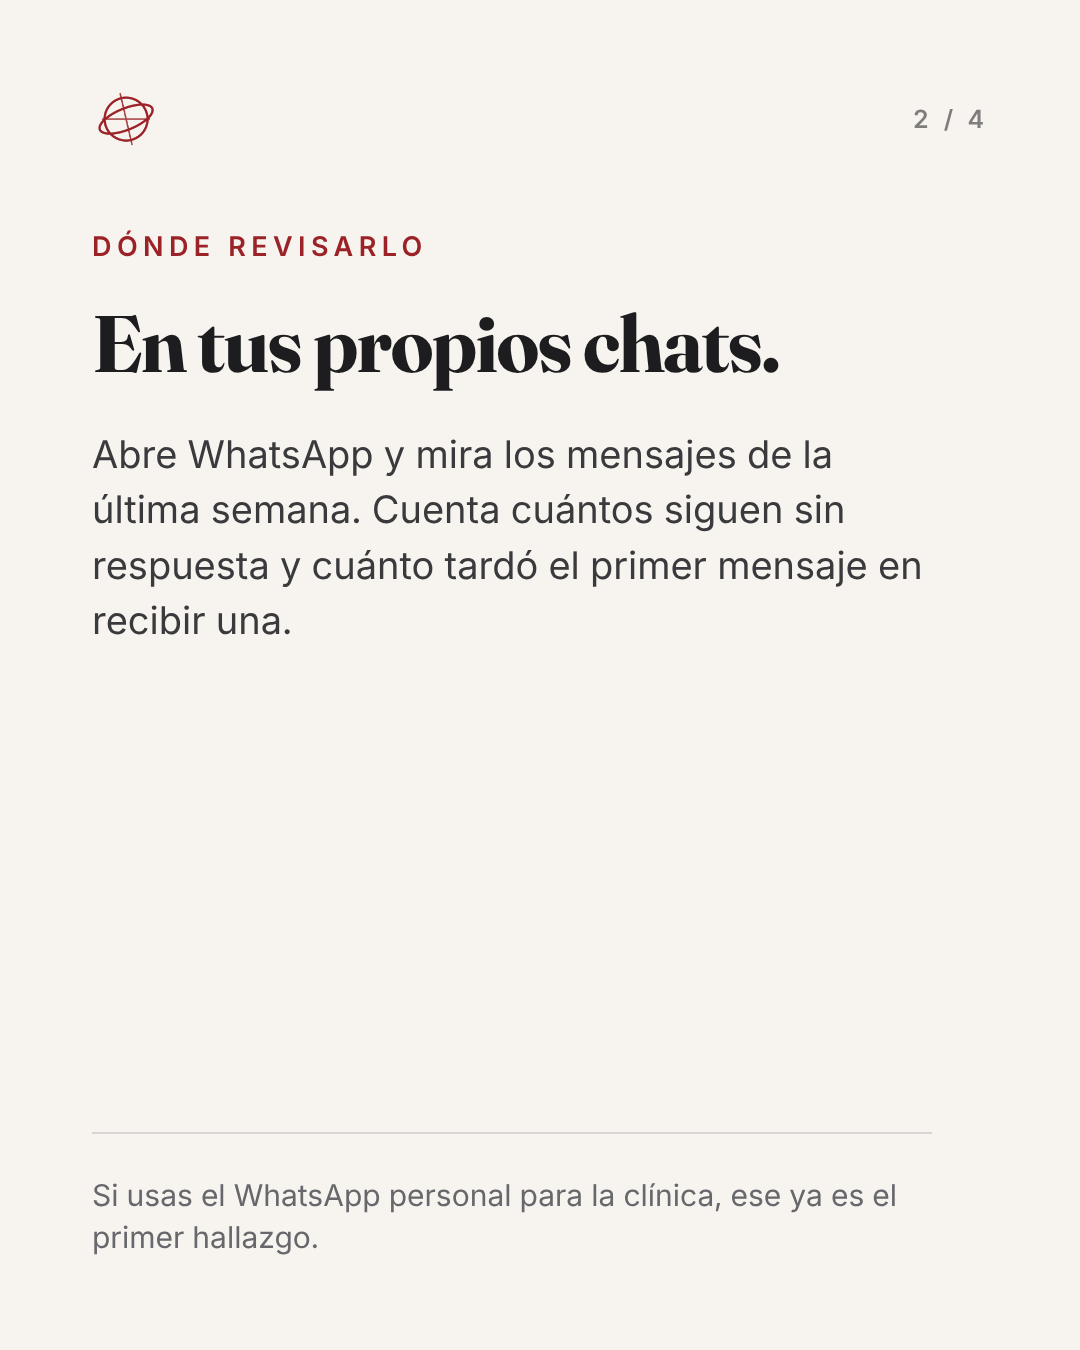 2 / 4
DÓNDE REVISARLO
En tus propios chats.
Abre WhatsApp y mira los mensajes de la
última semana. Cuenta cuántos siguen sin
respuesta y cuánto tardó el primer mensaje en
recibir una.
Si usas el WhatsApp personal para la clínica, ese ya es el
primer hallazgo.